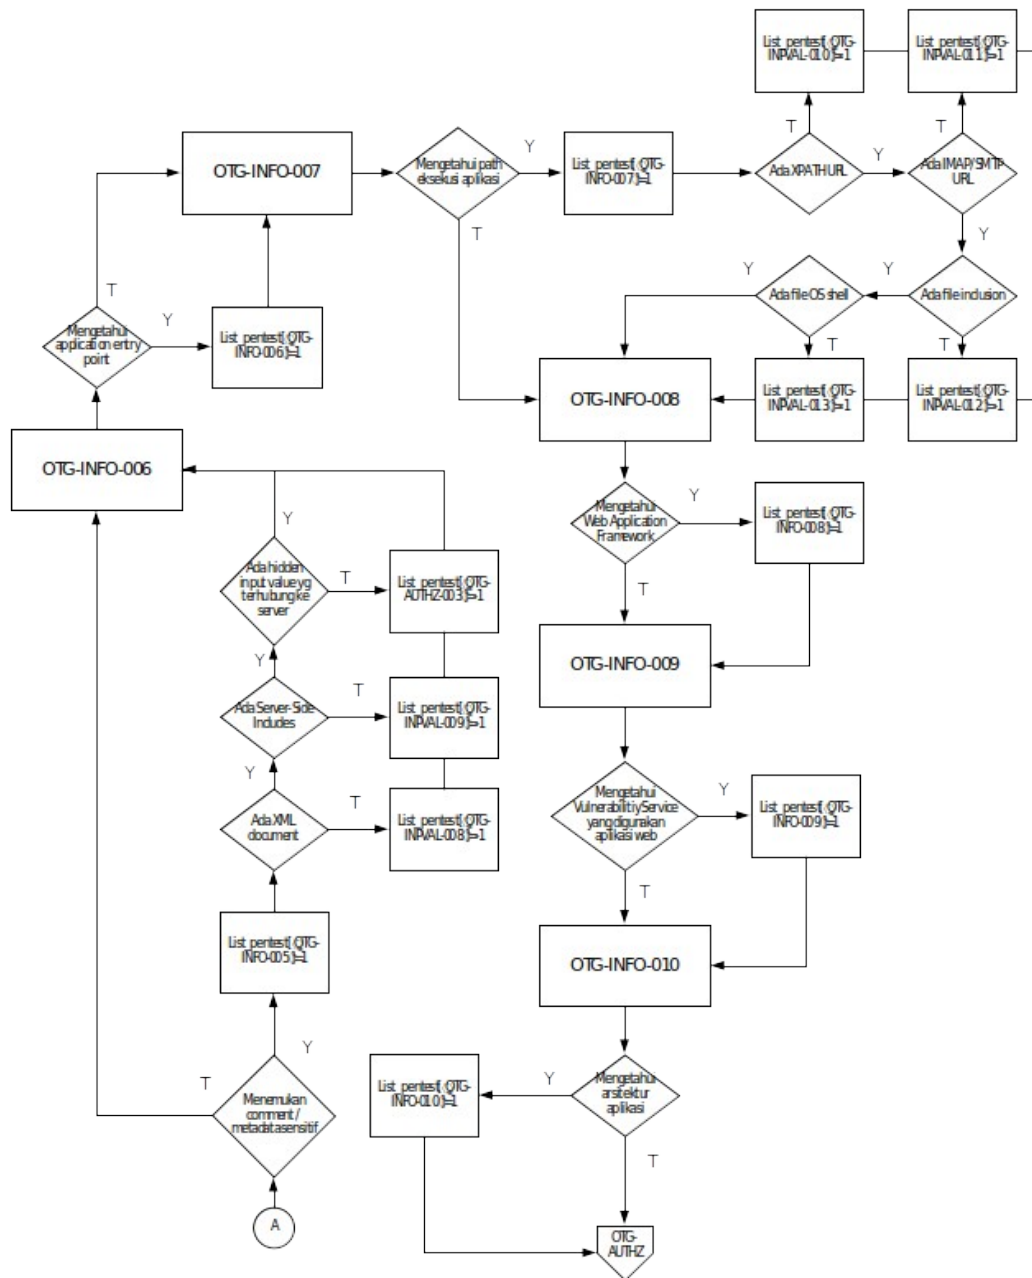 List_pentest[(OTG-
INPVAL-010)]=1
List_pentest[(OTG-
INPVAL-011)]=1
T
T
OTG-INFO-007
Mengetahui path
eksekusi aplikasi
Y
List_pentest[(OTG-
INFO-007)]=1
Ada XPATH URL
Y
Ada IMAP/SMTP
URL
T
Y
T
Mengetahui
application entry
point
Y
List_pentest[(OTG-
INFO-006)]=1
Y
Ada file OS shell
Y
Ada file inclusion
T
T
OTG-INFO-008
List_pentest[(OTG-
INPVAL-013)]=1
List_pentest[(OTG-
INPVAL-012)]=1
OTG-INFO-006
Mengetahui
Web Application
Framework
Y
List_pentest[(OTG-
INFO-008)]=1
Y
Ada hidden
input value yg
terhubung ke
server
T
List_pentest[(OTG-
AUTHZ-003)]=1
T
OTG-INFO-009
Y
Ada Server-Side
Includes
T
List_pentest[(OTG-
INPVAL-009)]=1
Y
Ada XML
document
T
List_pentest[(OTG-
INPVAL-008)]=1
Mengetahui
Vulnerabilitiy Service
yang digunakan
aplikasi web
Y
List_pentest[(OTG-
INFO-009)]=1
T
List_pentest[(OTG-
INFO-005)]=1
OTG-INFO-010
Y
T
Menemukan
comment /
metadata sensitif
List_pentest[(OTG-
INFO-010)]=1
Y
Mengetahui
arsitektur
aplikasi
T
A
OTG-
AUTHZ